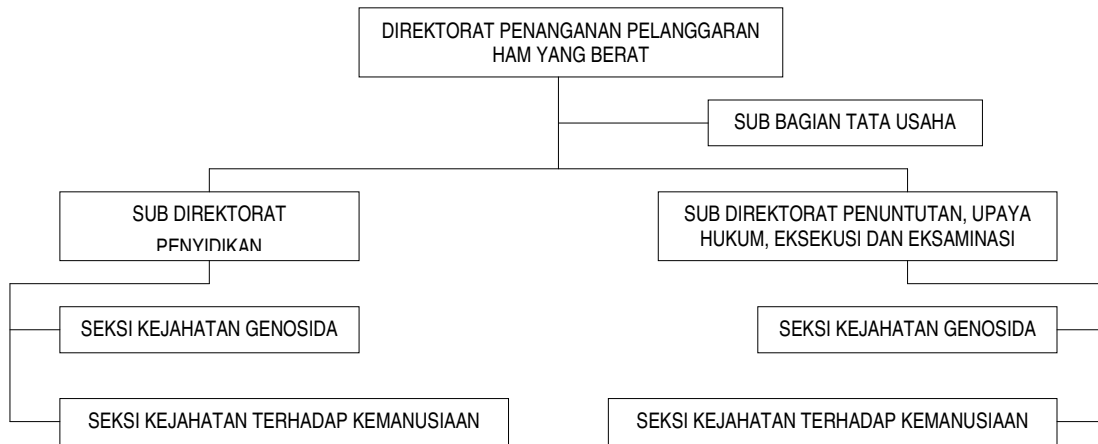 DIREKTORAT PENANGANAN PELANGGARAN
HAM YANG BERAT
SUB BAGIAN TATA USAHA
SUB DIREKTORAT
PENYIDIKAN
SUB DIREKTORAT PENUNTUTAN, UPAYA
HUKUM, EKSEKUSI DAN EKSAMINASI
SEKSI KEJAHATAN GENOSIDA
SEKSI KEJAHATAN GENOSIDA
SEKSI KEJAHATAN TERHADAP KEMANUSIAAN
SEKSI KEJAHATAN TERHADAP KEMANUSIAAN